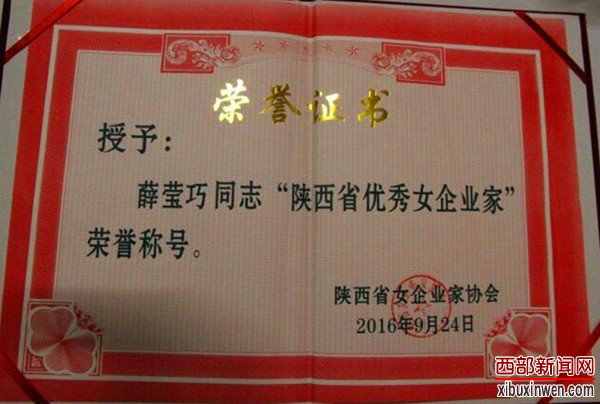 荣誉证书
授予：
薛莹巧同志“陕西省优秀女企业家”
荣誉称号。
陕西省女企业家协会
2016年9月24日
西部新闻网
xibuxinwen.com